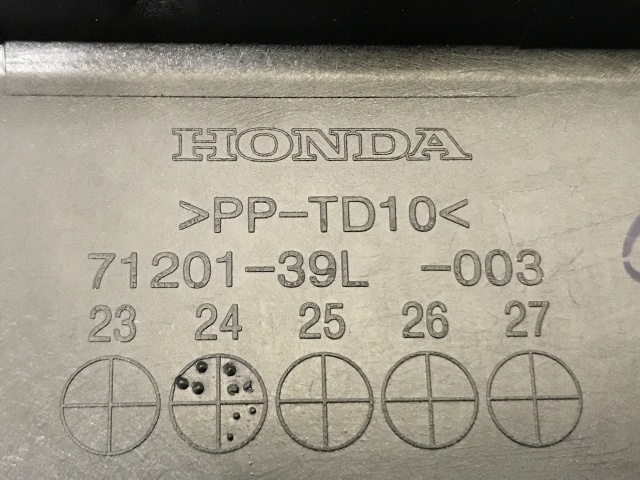 HONDA
>PP-TD10<
71201-39L -003
23 24 25 26 27